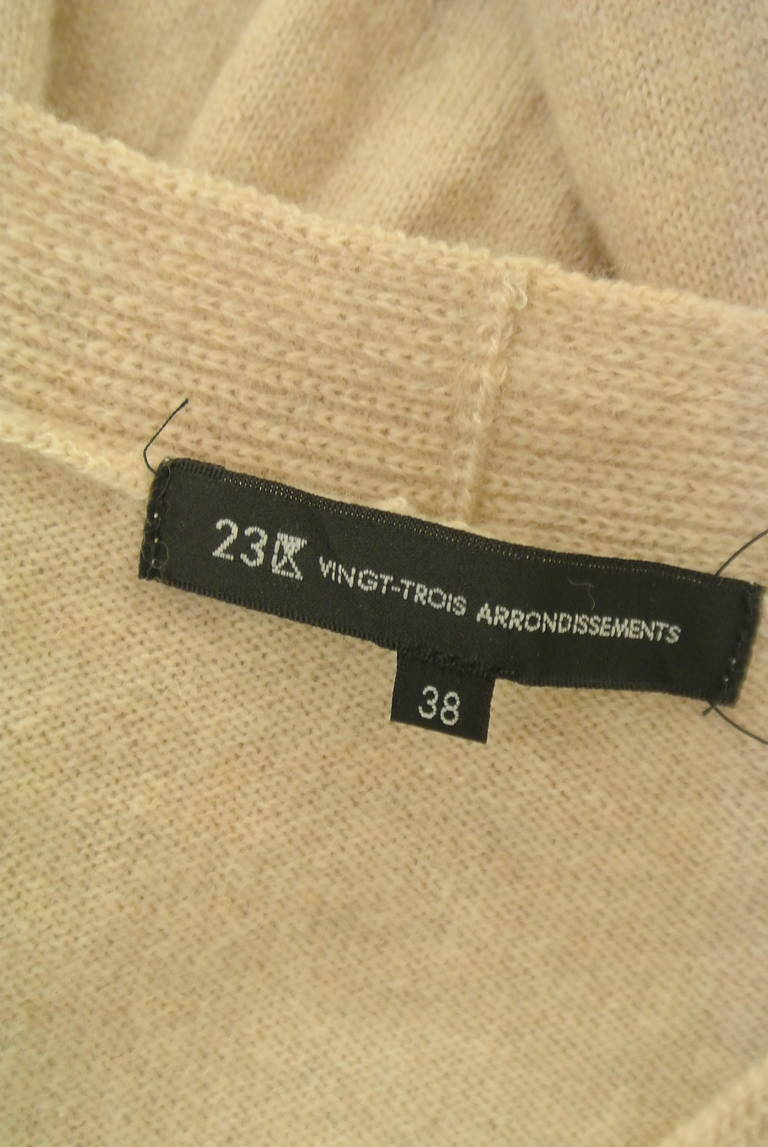 23区 VINGT-TROIS ARRONDISSEMENTS
38